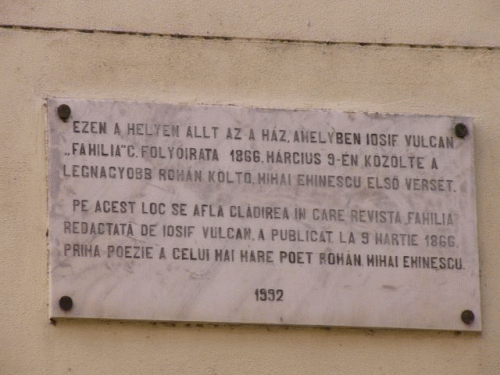 EZEN A HELYEN ÁLLT AZ A HÁZ, AHELYBEN IOSIF VULCAN
„FAMILIA" C. FOLYÓIRATA 1866. MÁRCIUS 9-ÉN KÖZÖLTE A
LEGNAGYOBB ROMÁN KÖLTŐ, MIHAI EMINESCU ELSŐ VERSÉT.
PE ACEST LOC SE AFLĂ CLĂDIREA ÎN CARE REVISTA „FAMILIA"
REDACTATĂ DE IOSIF VULCAN, A PUBLICAT LA 9 MARTIE 1866,
PRIMA POEZIE A CELUI MAI MARE POET ROMÂN, MIHAI EMINESCU.
1992